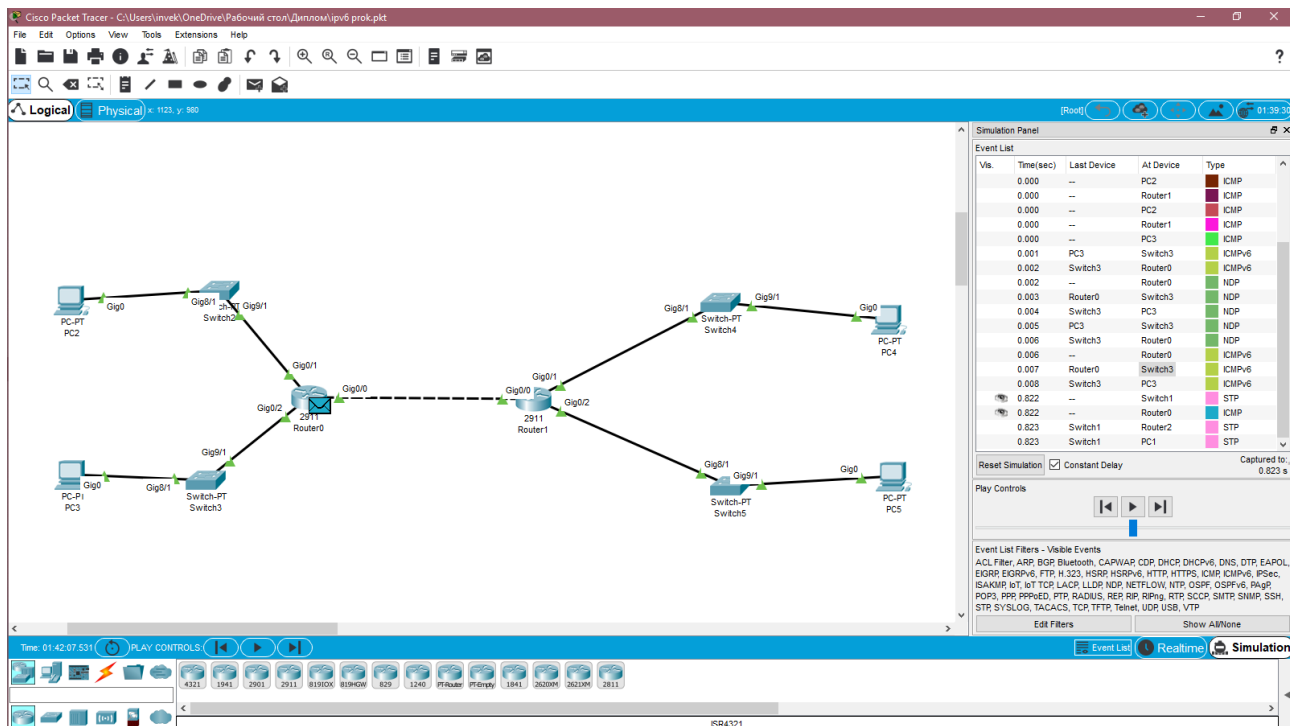 Cisco Packet Tracer - C:\Users\invek\OneDrive\Рабочий стол\Диплом\ipv6 prok.pkt
File Edit Options View Tools Extensions Help
?
Logical Physical x: 1123, y: 560 [Root] 01:39:30
Simulation Panel
Event List
Vis. Time(sec) Last Device At Device Type
0.000 -- PC2 ICMP
0.000 -- Router1 ICMP
0.000 -- PC2 ICMP
0.000 -- Router1 ICMP
0.000 -- PC3 ICMP
0.001 PC3 Switch3 ICMPv6
0.002 Switch3 Router0 ICMPv6
0.002 -- Router0 NDP
0.003 Router0 Switch3 NDP
0.004 Switch3 PC3 NDP
0.005 PC3 Switch3 NDP
0.006 Switch3 Router0 NDP
0.006 -- Router0 ICMPv6
0.007 Router0 Switch3 ICMPv6
0.008 Switch3 PC3 ICMPv6
0.822 -- Switch1 STP
0.822 -- Router0 ICMP
0.823 Switch1 Router2 STP
0.823 Switch1 PC1 STP
Reset Simulation Constant Delay Captured to:
0.823 s
Play Controls
Event List Filters - Visible Events
ACL Filter, ARP, BGP, Bluetooth, CAPWAP, CDP, DHCP, DHCPv6, DNS, DTP, EAPOL,
EIGRP, EIGRPv6, FTP, H.323, HSRP, HSRPv6, HTTP, HTTPS, ICMP, ICMPv6, IPSec,
ISAKMP, IoT, IoT TCP, LACP, LLDP, NDP, NETFLOW, NTP, OSPF, OSPFv6, PAgP,
POP3, PPP, PPPoED, PTP, RADIUS, REP, RIP, RIPng, RTP, SCCP, SMTP, SNMP, SSH,
STP, SYSLOG, TACACS, TCP, TFTP, Telnet, UDP, USB, VTP
Edit Filters Show All/None
Gig0
PC-PT
PC2
Gig8/1
Gig9/1
Switch2
Gig0/1
Gig0/0
Gig0/2
2911
Router0
Gig9/1
Gig0
Gig8/1
PC3
Switch-PT
Switch3
Gig0/1
Gig0/0
Gig0/2
2911
Router1
Gig8/1
Gig9/1
Switch-PT
Switch4
Gig0
PC-PT
PC4
Gig8/1
Gig9/1
Switch-PT
Switch5
Gig0
PC-PT
PC5
Time: 01:42:07.531 PLAY CONTROLS: Event List Realtime Simulation
4321 1941 2901 2911 819IOX 819HGW 829 1240 PT-Router PT-Empty 1841 2620XM 2621XM 2811
ISR4321